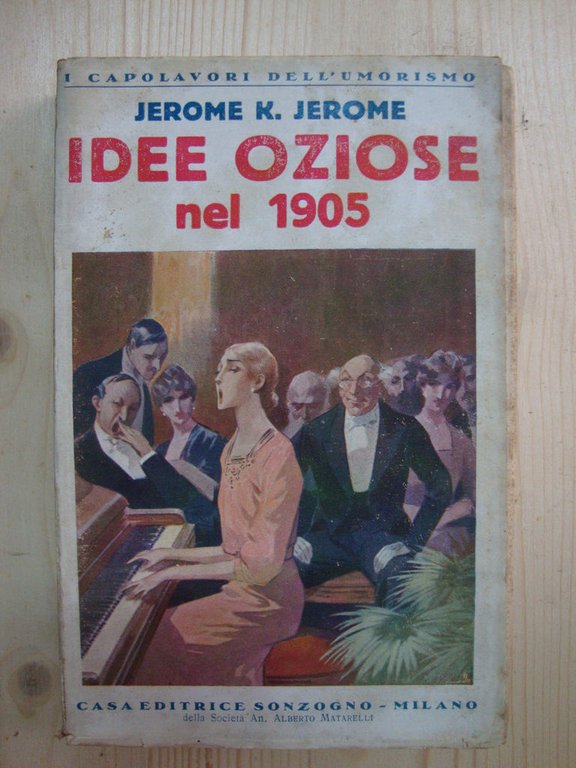 I CAPOLAVORI DELL'UMORISMO
JEROME K. JEROME
IDEE OZIOSE
nel 1905
CASA EDITRICE SONZOGNO - MILANO
della Società An. ALBERTO MATARELLI